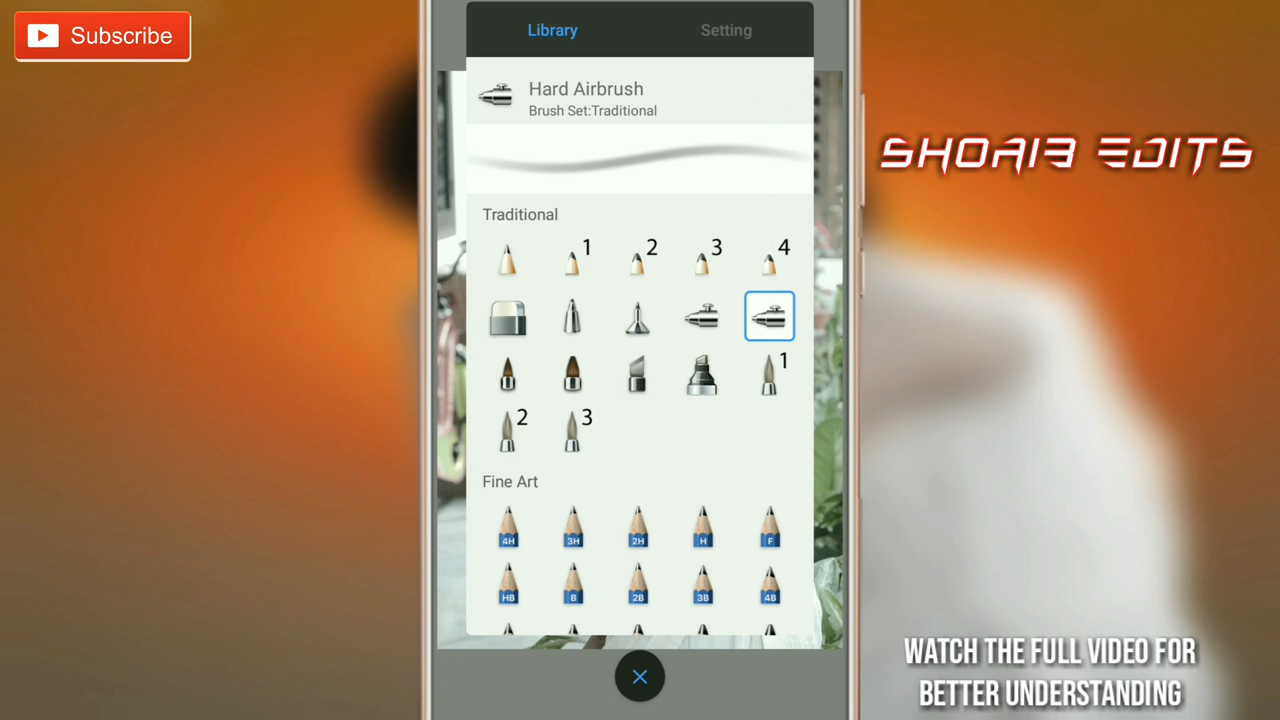 Subscribe
Library
Setting
Hard Airbrush
Brush Set:Traditional
SHOAIB EDITS
Traditional
1
2
3
4
1
2
3
Fine Art
4H
3H
2H
H
F
HB
B
2B
3B
4B
WATCH THE FULL VIDEO FOR
BETTER UNDERSTANDING